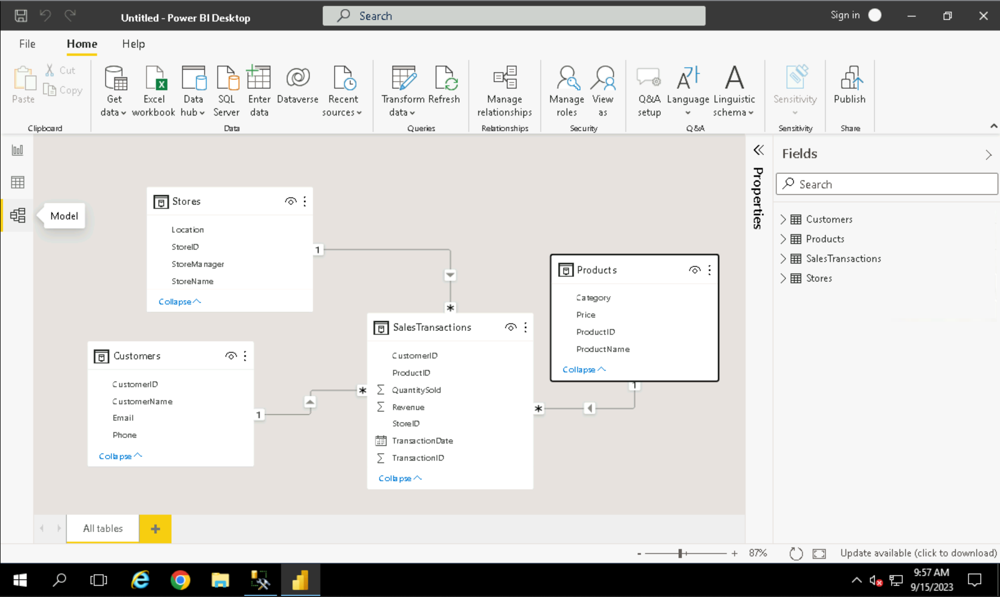 Untitled - Power BI Desktop
Search
Sign in
File
Home
Help
Paste
Cut
Copy
Clipboard
Get data
Excel workbook
Data hub
SQL Server
Enter data
Dataverse
Recent sources
Data
Transform data
Refresh
Queries
Manage relationships
Relationships
Manage roles
View as
Security
Q&A setup
Language
Linguistic schema
Q&A
Sensitivity
Sensitivity
Publish
Share
Model
Stores
Location
StoreID
StoreManager
StoreName
Collapse
1
*
Customers
CustomerID
CustomerName
Email
Phone
Collapse
1
*
SalesTransactions
CustomerID
ProductID
QuantitySold
Revenue
StoreID
TransactionDate
TransactionID
Collapse
Products
Category
Price
ProductID
ProductName
Collapse
1
*
Properties
Fields
Search
Customers
Products
SalesTransactions
Stores
All tables
+
- + 87%
Update available (click to download)
9:57 AM
9/15/2023